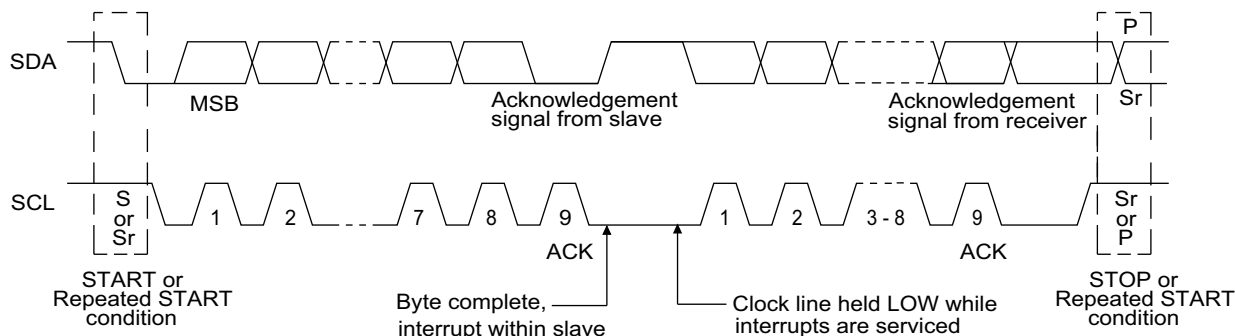 P
SDA
MSB
Acknowledgement
signal from slave
Acknowledgement
signal from receiver
Sr
SCL
S
or
Sr
1
2
7
8
9
ACK
1
2
3 - 8
9
ACK
Sr
or
P
START or
Repeated START
condition
Byte complete,
interrupt within slave
Clock line held LOW while
interrupts are serviced
STOP or
Repeated START
condition